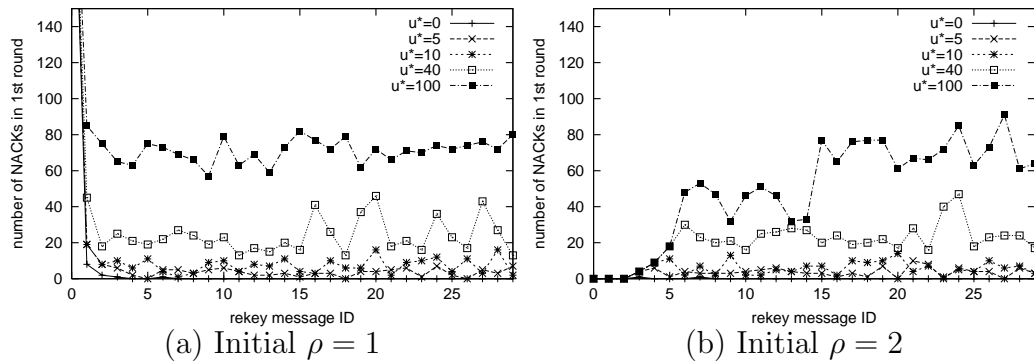 number of NACKs in 1st round
140
120
100
80
60
40
20
0
0 5 10 15 20 25
rekey message ID
u*=0
u*=5
u*=10
u*=40
u*=100
(a) Initial ρ = 1
number of NACKs in 1st round
140
120
100
80
60
40
20
0
0 5 10 15 20 25
rekey message ID
u*=0
u*=5
u*=10
u*=40
u*=100
(b) Initial ρ = 2